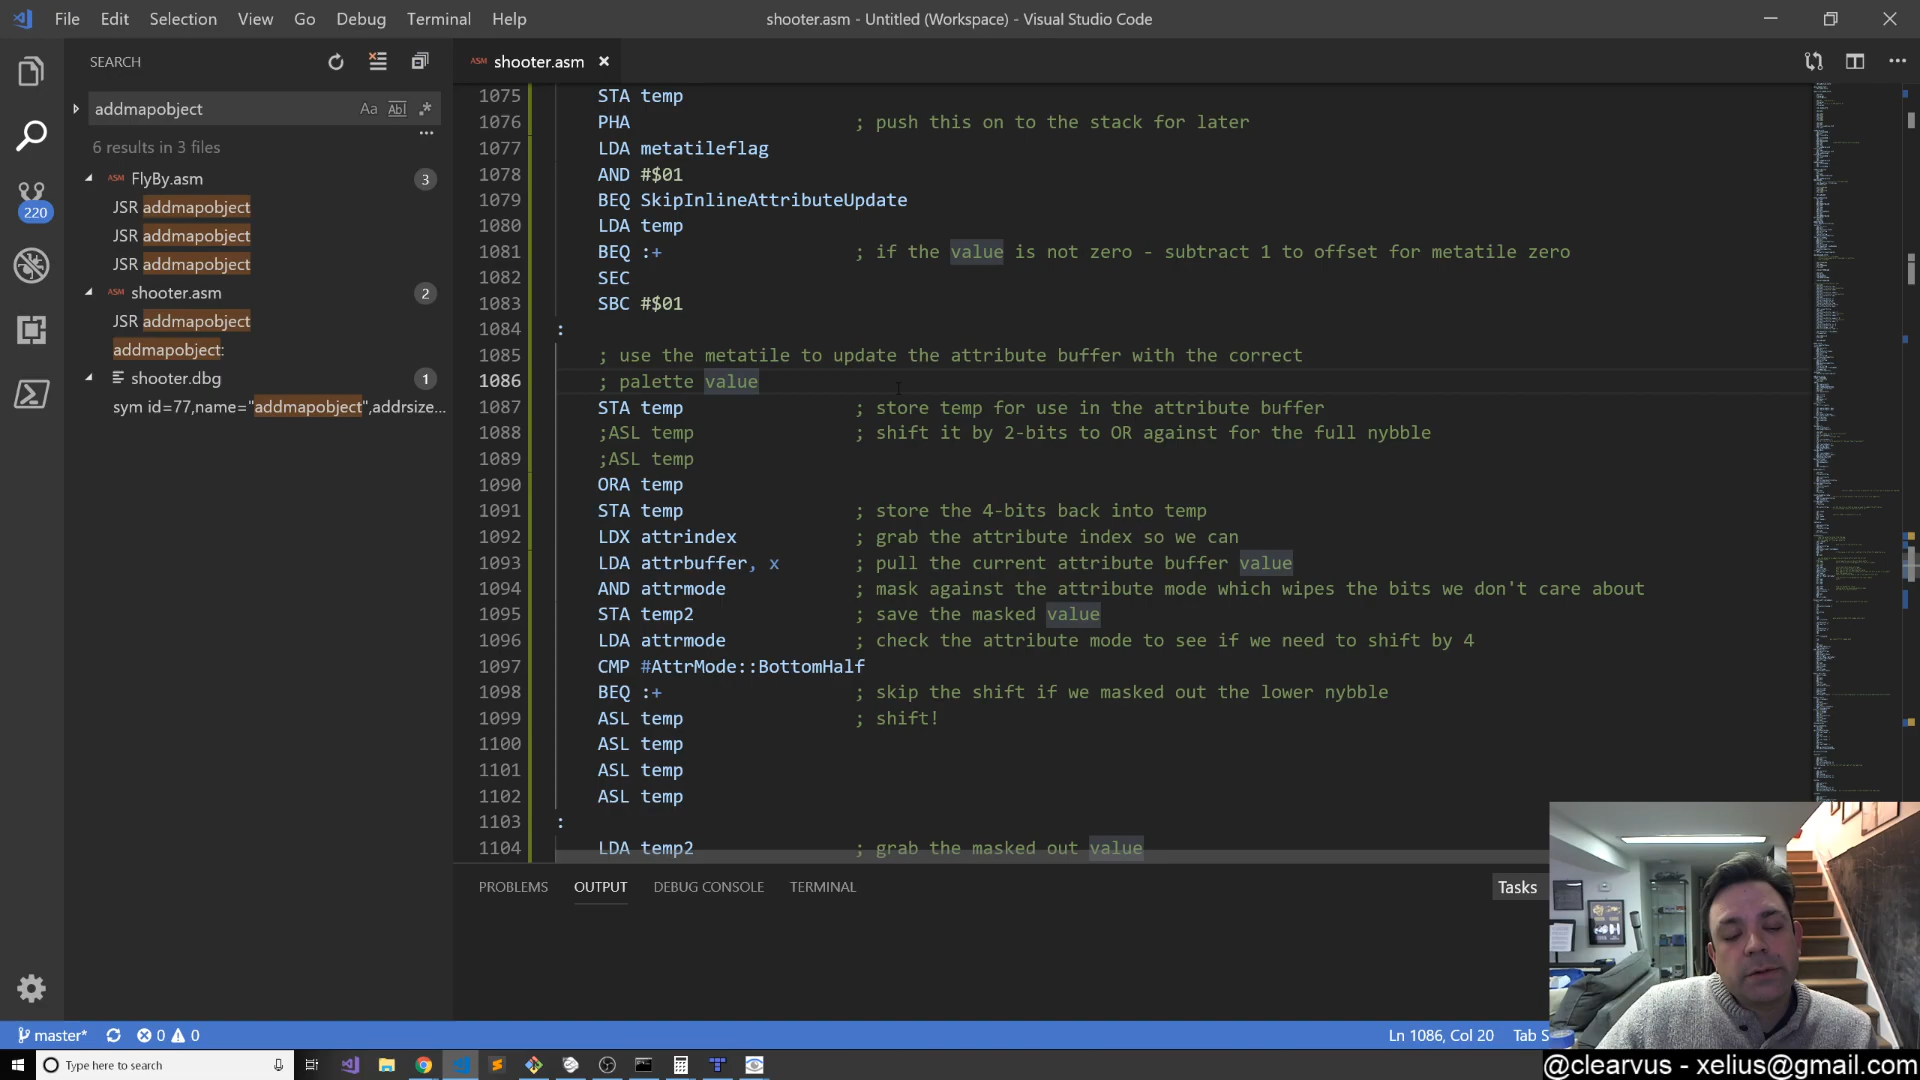 File Edit Selection View Go Debug Terminal Help
shooter.asm - Untitled (Workspace) - Visual Studio Code
SEARCH
addmapobject
Aa Abl .*
6 results in 3 files
ASM FlyBy.asm 3
JSR addmapobject
JSR addmapobject
JSR addmapobject
ASM shooter.asm 2
JSR addmapobject
addmapobject:
shooter.dbg 1
sym id=77,name="addmapobject",addrsize...
220
ASM shooter.asm
1075 STA temp
1076 PHA ; push this on to the stack for later
1077 LDA metatileflag
1078 AND #$01
1079 BEQ SkipInlineAttributeUpdate
1080 LDA temp
1081 BEQ :+ ; if the value is not zero - subtract 1 to offset for metatile zero
1082 SEC
1083 SBC #$01
1084 :
1085 ; use the metatile to update the attribute buffer with the correct
1086 ; palette value
1087 STA temp ; store temp for use in the attribute buffer
1088 ;ASL temp ; shift it by 2-bits to OR against for the full nybble
1089 ;ASL temp
1090 ORA temp
1091 STA temp ; store the 4-bits back into temp
1092 LDX attrindex ; grab the attribute index so we can
1093 LDA attrbuffer, x ; pull the current attribute buffer value
1094 AND attrmode ; mask against the attribute mode which wipes the bits we don't care about
1095 STA temp2 ; save the masked value
1096 LDA attrmode ; check the attribute mode to see if we need to shift by 4
1097 CMP #AttrMode::BottomHalf
1098 BEQ :+ ; skip the shift if we masked out the lower nybble
1099 ASL temp ; shift!
1100 ASL temp
1101 ASL temp
1102 ASL temp
1103 :
1104 LDA temp2 ; grab the masked out value
PROBLEMS OUTPUT DEBUG CONSOLE TERMINAL
Tasks
master* 0 0
Ln 1086, Col 20 Tab S
Type here to search
@clearvus - xelius@gmail.com